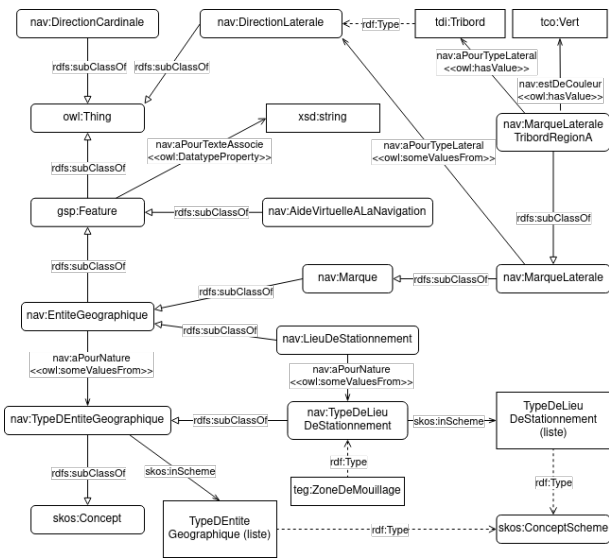 nav:DirectionCardinale
nav:DirectionLaterale
rdf:Type
tdi:Tribord
tco:Vert
rdfs:subClassOf
rdfs:subClassOf
nav:aPourTypeLateral
<<owl:hasValue>>
nav:estDeCouleur
<<owl:hasValue>>
owl:Thing
xsd:string
nav:MarqueLaterale
TribordRegionA
rdfs:subClassOf
nav:aPourTexteAssocie
<<owl:DatatypeProperty>>
nav:aPourTypeLateral
<<owl:someValuesFrom>>
gsp:Feature
rdfs:subClassOf
nav:AideVirtuelleALaNavigation
rdfs:subClassOf
rdfs:subClassOf
nav:Marque
rdfs:subClassOf
nav:MarqueLaterale
rdfs:subClassOf
nav:EntiteGeographique
rdfs:subClassOf
nav:LieuDeStationnement
nav:aPourNature
<<owl:someValuesFrom>>
nav:aPourNature
<<owl:someValuesFrom>>
nav:TypeDEntiteGeographique
rdfs:subClassOf
nav:TypeDeLieu
DeStationnement
skos:inScheme
TypeDeLieu
DeStationnement
(liste)
rdfs:subClassOf
skos:inScheme
rdf:Type
rdf:Type
teg:ZoneDeMouillage
skos:Concept
TypeDEntite
Geographique (liste)
rdf:Type
skos:ConceptScheme